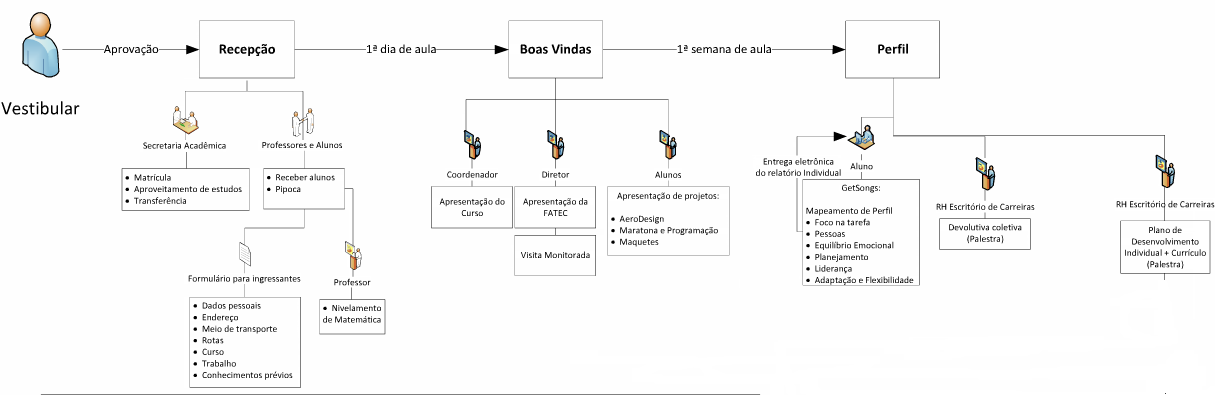 Vestibular
Aprovação
Recepção
1ª dia de aula
Boas Vindas
1ª semana de aula
Perfil
Secretaria Acadêmica
• Matrícula
• Aproveitamento de estudos
• Transferência
Professores e Alunos
• Receber alunos
• Pipoca
Formulário para ingressantes
• Dados pessoais
• Endereço
• Meio de transporte
• Rotas
• Curso
• Trabalho
• Conhecimentos prévios
Professor
• Nivelamento
de Matemática
Coordenador
Apresentação do
Curso
Diretor
Apresentação da
FATEC
Visita Monitorada
Alunos
Apresentação de projetos:
• AeroDesign
• Maratona e Programação
• Maquetes
Entrega eletrônica
do relatório Individual
Aluno
GetSongs:
Mapeamento de Perfil
• Foco na tarefa
• Pessoas
• Equilíbrio Emocional
• Planejamento
• Liderança
• Adaptação e Flexibilidade
RH Escritório de Carreiras
Devolutiva coletiva
(Palestra)
RH Escritório de Carreiras
Plano de
Desenvolvimento
Individual + Currículo
(Palestra)